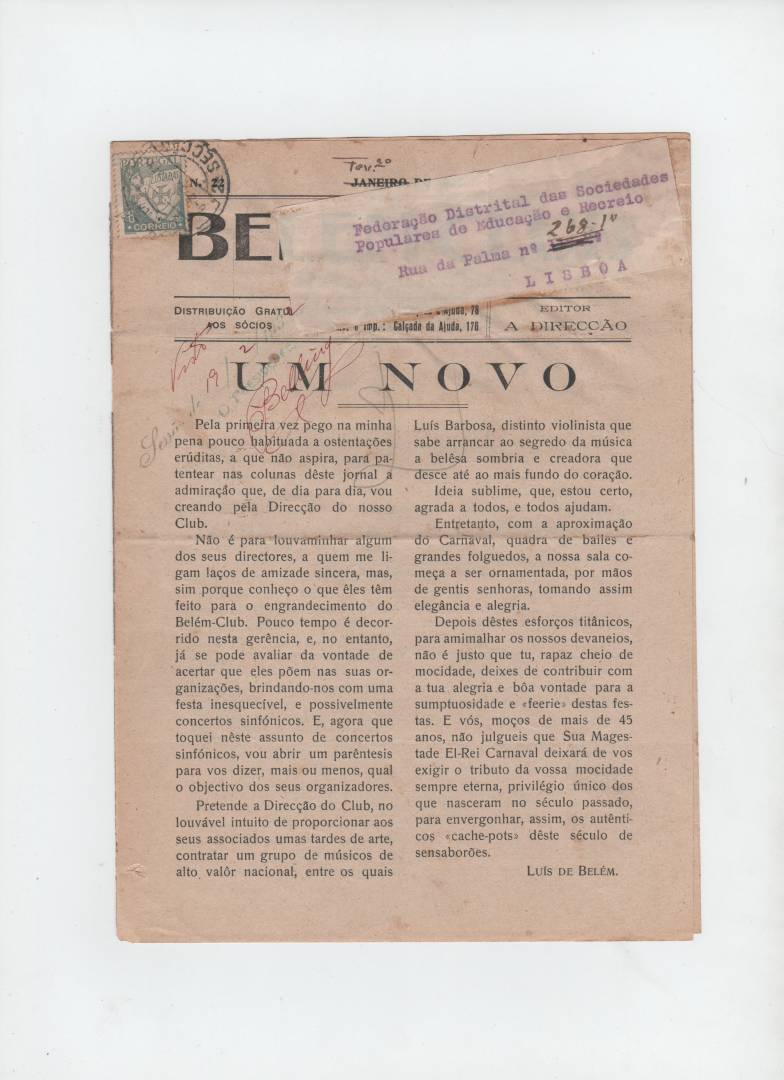 Fev.º
JANEIRO DE
N. 22
PORTUGAL
LUSIADAS
CORREIO
BE
Federação Distrital das Sociedades
Populares de Educação e Recreio
Rua da Palma nº 268-1º
LISBOA
DISTRIBUIÇÃO GRATU
AOS SÓCIOS
Ajuda, 78
e Imp.: Calçada da Ajuda, 176
EDITOR
A DIRECÇÃO
Visto
19 2
UM NOVO
Pela primeira vez pego na minha
pena pouco habituada a ostentações
erúditas, a que não aspira, para pa-
tentear nas colunas dêste jornal a
admiração que, de dia para dia, vou
creando pela Direcção do nosso
Club.
Não é para louvaminhar algum
dos seus directores, a quem me li-
gam laços de amizade sincera, mas,
sim porque conheço o que êles têm
feito para o engrandecimento do
Belém-Club. Pouco tempo é decor-
rido nesta gerência, e, no entanto,
já se pode avaliar da vontade de
acertar que eles põem nas suas or-
ganizações, brindando-nos com uma
festa inesquecível, e possivelmente
concertos sinfónicos. E, agora que
toquei nêste assunto de concertos
sinfónicos, vou abrir um parêntesis
para vos dizer, mais ou menos, qual
o objectivo dos seus organizadores.
Pretende a Direcção do Club, no
louvável intuito de proporcionar aos
seus associados umas tardes de arte,
contratar um grupo de músicos de
alto valôr nacional, entre os quais
Luís Barbosa, distinto violinista que
sabe arrancar ao segredo da música
a belêsa sombria e creadora que
desce até ao mais fundo do coração.
Ideia sublime, que, estou certo,
agrada a todos, e todos ajudam.
Entretanto, com a aproximação
do Carnaval, quadra de bailes e
grandes folguedos, a nossa sala co-
meça a ser ornamentada, por mãos
de gentis senhoras, tomando assim
elegância e alegria.
Depois dêstes esforços titânicos,
para amimalhar os nossos devaneios,
não é justo que tu, rapaz cheio de
mocidade, deixes de contribuir com
a tua alegria e bôa vontade para a
sumptuosidade e «feerie» destas fes-
tas. E vós, moços de mais de 45
anos, não julgueis que Sua Mages-
tade El-Rei Carnaval deixará de vos
exigir o tributo da vossa mocidade
sempre eterna, privilégio único dos
que nasceram no século passado,
para envergonhar, assim, os autênti-
cos «cache-pots» dêste século de
sensaborões.
LUÍS DE BELÉM.